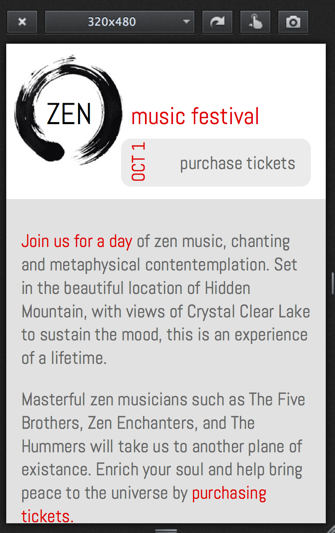 320x480
ZEN
music festival
OCT 1
purchase tickets
Join us for a day of zen music, chanting
and metaphysical contentemplation. Set
in the beautiful location of Hidden
Mountain, with views of Crystal Clear Lake
to sustain the mood, this is an experience
of a lifetime.
Masterful zen musicians such as The Five
Brothers, Zen Enchanters, and The
Hummers will take us to another plane of
existance. Enrich your soul and help bring
peace to the universe by purchasing
tickets.